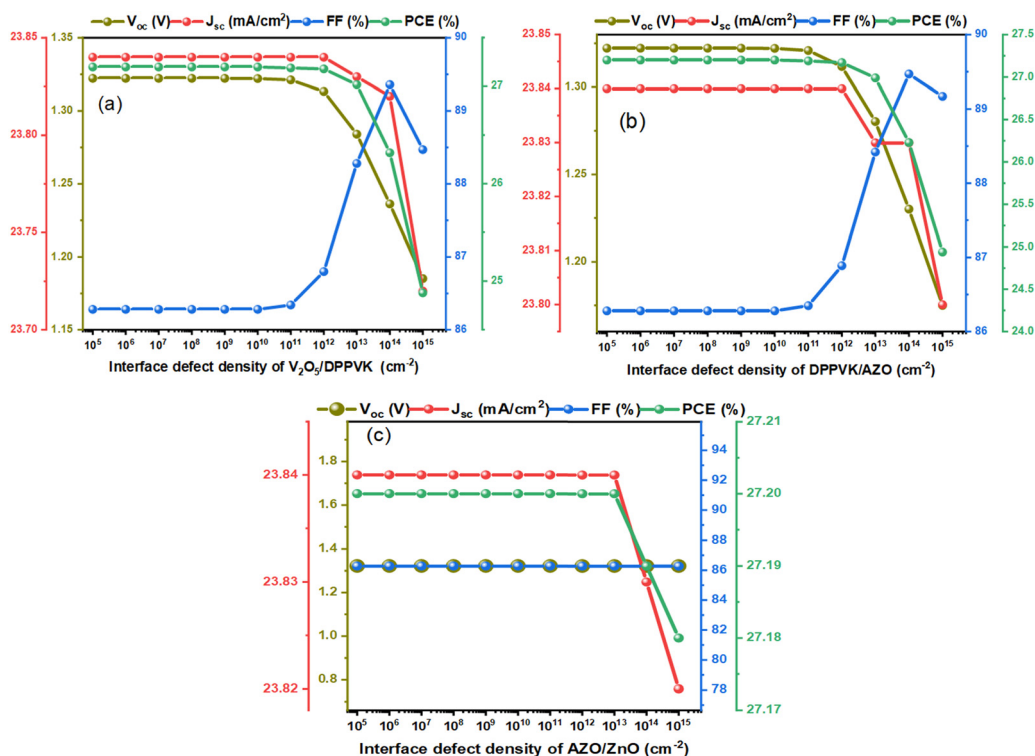 V_oc (V) J_sc (mA/cm²) FF (%) PCE (%)
23.85 23.80 23.75 23.70
1.35 1.30 1.25 1.20 1.15
(a)
90 89 88 87 86
27 26 25
10⁵ 10⁶ 10⁷ 10⁸ 10⁹ 10¹⁰ 10¹¹ 10¹² 10¹³ 10¹⁴ 10¹⁵
Interface defect density of V₂O₅/DPPVK (cm⁻²)
V_oc (V) J_sc (mA/cm²) FF (%) PCE (%)
23.85 23.84 23.83 23.82 23.81 23.80
1.30 1.25 1.20
(b)
90 89 88 87 86
27.5 27.0 26.5 26.0 25.5 25.0 24.5 24.0
10⁵ 10⁶ 10⁷ 10⁸ 10⁹ 10¹⁰ 10¹¹ 10¹² 10¹³ 10¹⁴ 10¹⁵
Interface defect density of DPPVK/AZO (cm⁻²)
V_oc (V) J_sc (mA/cm²) FF (%) PCE (%)
23.84 23.83 23.82
1.8 1.6 1.4 1.2 1.0 0.8
(c)
94 92 90 88 86 84 82 80 78
27.21 27.20 27.19 27.18 27.17
10⁵ 10⁶ 10⁷ 10⁸ 10⁹ 10¹⁰ 10¹¹ 10¹² 10¹³ 10¹⁴ 10¹⁵
Interface defect density of AZO/ZnO (cm⁻²)